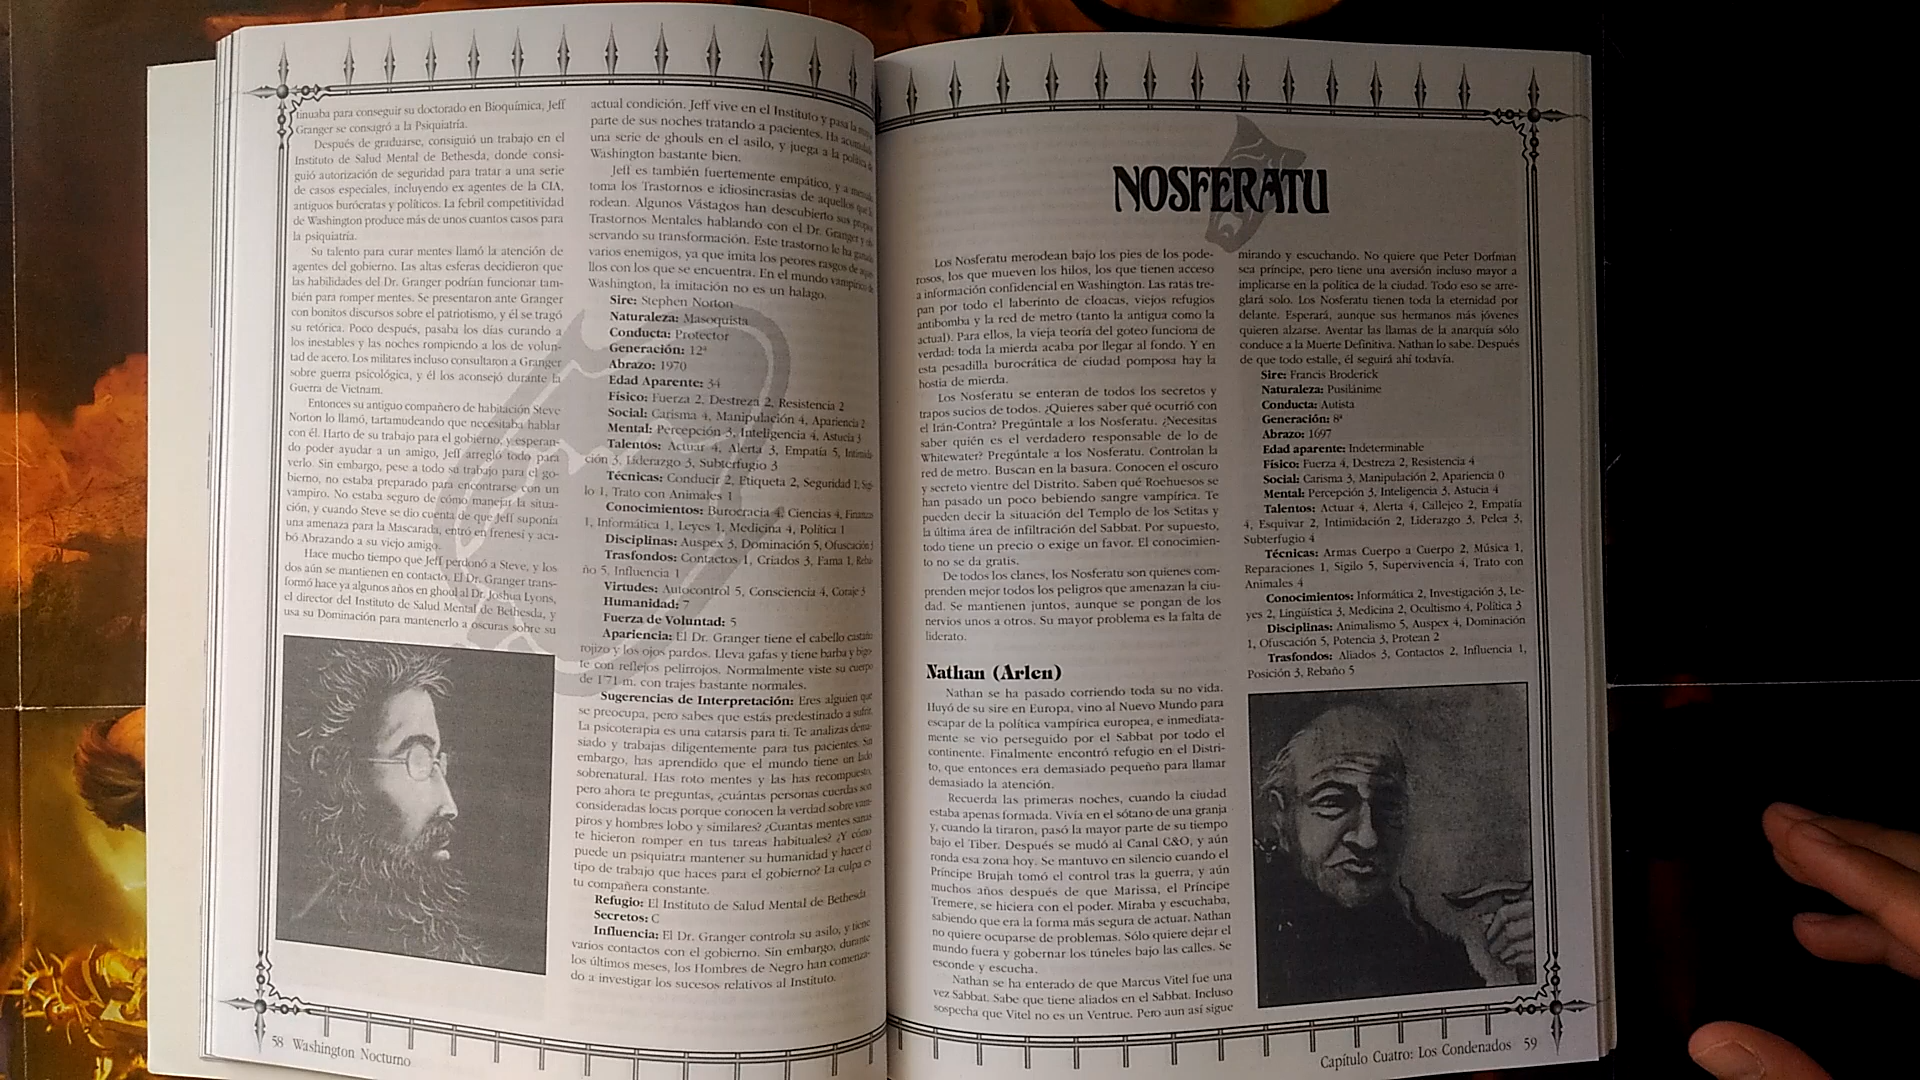 tinuaba para conseguir su doctorado en Bioquímica, Jeff
Granger se consagró a la Psiquiatría.
Después de graduarse, consiguió un trabajo en el
Instituto de Salud Mental de Bethesda, donde consi-
guió autorización de seguridad para tratar a una serie
de casos especiales, incluyendo ex agentes de la CIA,
antiguos burócratas y políticos. La febril competitividad
de Washington produce más de unos cuantos casos para
la psiquiatría.
Su talento para curar mentes llamó la atención de
agentes del gobierno. Las altas esferas decidieron que
las habilidades del Dr. Granger podrían funcionar tam-
bién para romper mentes. Se presentaron ante Granger
con bonitos discursos sobre el patriotismo, y él se tragó
su retórica. Poco después, pasaba los días curando a
los inestables y las noches rompiendo a los de volun-
tad de acero. Los militares incluso consultaron a Granger
sobre guerra psicológica, y él los aconsejó durante la
Guerra de Vietnam.
Entonces su antiguo compañero de habitación Steve
Norton lo llamó, tartamudeando que necesitaba hablar
con él. Harto de su trabajo para el gobierno, y esperan-
do poder ayudar a un amigo, Jeff arregló todo para
verlo. Sin embargo, pese a todo su trabajo para el go-
bierno, no estaba preparado para encontrarse con un
vampiro. No estaba seguro de cómo manejar la situa-
ción, y cuando Steve se dio cuenta de que Jeff suponía
una amenaza para la Mascarada, entró en frenesí y aca-
bó Abrazando a su viejo amigo.
Hace mucho tiempo que Jeff perdonó a Steve, y los
dos aún se mantienen en contacto. El Dr. Granger trans-
formó hace ya algunos años en ghoul al Dr. Joshua Lyons,
el director del Instituto de Salud Mental de Bethesda, y
usa su Dominación para mantenerlo a oscuras sobre su
actual condición. Jeff vive en el Instituto y pasa la mayor
parte de sus noches tratando a pacientes. Ha acumulado
una serie de ghouls en el asilo, y juega a la política de
Washington bastante bien.
Jeff es también fuertemente empático, y a menudo
toma los Trastornos e idiosincrasias de aquellos que le
rodean. Algunos Vástagos han descubierto sus propios
Trastornos Mentales hablando con el Dr. Granger y ob-
servando su transformación. Este trastorno le ha ganado
varios enemigos, ya que imita los peores rasgos de aque-
llos con los que se encuentra. En el mundo vampírico de
Washington, la imitación no es un halago.
Sire: Stephen Norton
Naturaleza: Masoquista
Conducta: Protector
Generación: 12ª
Abrazo: 1970
Edad Aparente: 34
Físico: Fuerza 2, Destreza 2, Resistencia 2
Social: Carisma 4, Manipulación 4, Apariencia 2
Mental: Percepción 3, Inteligencia 4, Astucia 3
Talentos: Actuar 4, Alerta 3, Empatía 5, Intimida-
ción 3, Liderazgo 3, Subterfugio 3
Técnicas: Conducir 2, Etiqueta 2, Seguridad 1, Sigi-
lo 1, Trato con Animales 1
Conocimientos: Burocracia 4, Ciencias 4, Finanzas
1, Informática 1, Leyes 1, Medicina 4, Política 1
Disciplinas: Auspex 3, Dominación 5, Ofuscación 3
Trasfondos: Contactos 1, Criados 3, Fama 1, Reba-
ño 5, Influencia 1
Virtudes: Autocontrol 5, Consciencia 4, Coraje 3
Humanidad: 7
Fuerza de Voluntad: 5
Apariencia: El Dr. Granger tiene el cabello castaño
rojizo y los ojos pardos. Lleva gafas y tiene barba y bigo-
te con reflejos pelirrojos. Normalmente viste su cuerpo
de 1'71 m. con trajes bastante normales.
Sugerencias de Interpretación: Eres alguien que
se preocupa, pero sabes que estás predestinado a sufrir.
La psicoterapia es una catarsis para ti. Te analizas dema-
siado y trabajas diligentemente para tus pacientes. Sin
embargo, has aprendido que el mundo tiene un lado
sobrenatural. Has roto mentes y las has recompuesto,
pero ahora te preguntas, ¿cuántas personas cuerdas son
consideradas locas porque conocen la verdad sobre vam-
piros y hombres lobo y similares? ¿Cuantas mentes sanas
te hicieron romper en tus tareas habituales? ¿Y cómo
puede un psiquiatra mantener su humanidad y hacer el
tipo de trabajo que haces para el gobierno? La culpa es
tu compañera constante.
Refugio: El Instituto de Salud Mental de Bethesda
Secretos: C
Influencia: El Dr. Granger controla su asilo, y tiene
varios contactos con el gobierno. Sin embargo, durante
los últimos meses, los Hombres de Negro han comenza-
do a investigar los sucesos relativos al Instituto.
58 Washington Nocturno
NOSFERATU
Los Nosferatu merodean bajo los pies de los pode-
rosos, los que mueven los hilos, los que tienen acceso
a información confidencial en Washington. Las ratas tre-
pan por todo el laberinto de cloacas, viejos refugios
antibomba y la red de metro (tanto la antigua como la
actual). Para ellos, la vieja teoría del goteo funciona de
verdad: toda la mierda acaba por llegar al fondo. Y en
esta pesadilla burocrática de ciudad pomposa hay la
hostia de mierda.
Los Nosferatu se enteran de todos los secretos y
trapos sucios de todos. ¿Quieres saber qué ocurrió con
el Irán-Contra? Pregúntale a los Nosferatu. ¿Necesitas
saber quién es el verdadero responsable de lo de
Whitewater? Pregúntale a los Nosferatu. Controlan la
red de metro. Buscan en la basura. Conocen el oscuro
y secreto vientre del Distrito. Saben qué Rochuesos se
han pasado un poco bebiendo sangre vampírica. Te
pueden decir la situación del Templo de los Setitas y
la última área de infiltración del Sabbat. Por supuesto,
todo tiene un precio o exige un favor. El conocimien-
to no se da gratis.
De todos los clanes, los Nosferatu son quienes com-
prenden mejor todos los peligros que amenazan la ciu-
dad. Se mantienen juntos, aunque se pongan de los
nervios unos a otros. Su mayor problema es la falta de
liderato.
Nathan (Arlen)
Nathan se ha pasado corriendo toda su no vida.
Huyó de su sire en Europa, vino al Nuevo Mundo para
escapar de la política vampírica europea, e inmediata-
mente se vio perseguido por el Sabbat por todo el
continente. Finalmente encontró refugio en el Distri-
to, que entonces era demasiado pequeño para llamar
demasiado la atención.
Recuerda las primeras noches, cuando la ciudad
estaba apenas formada. Vivía en el sótano de una granja
y, cuando la tiraron, pasó la mayor parte de su tiempo
bajo el Tiber. Después se mudó al Canal C&O, y aún
ronda esa zona hoy. Se mantuvo en silencio cuando el
Príncipe Brujah tomó el control tras la guerra, y aún
muchos años después de que Marissa, el Príncipe
Tremere, se hiciera con el poder. Miraba y escuchaba,
sabiendo que era la forma más segura de actuar. Nathan
no quiere ocuparse de problemas. Sólo quiere dejar el
mundo fuera y gobernar los túneles bajo las calles. Se
esconde y escucha.
Nathan se ha enterado de que Marcus Vitel fue una
vez Sabbat. Sabe que tiene aliados en el Sabbat. Incluso
sospecha que Vitel no es un Ventrue. Pero aun así sigue
mirando y escuchando. No quiere que Peter Dorfman
sea príncipe, pero tiene una aversión incluso mayor a
implicarse en la política de la ciudad. Todo eso se arre-
glará solo. Los Nosferatu tienen toda la eternidad por
delante. Esperará, aunque sus hermanos más jóvenes
quieren alzarse. Aventar las llamas de la anarquía sólo
conduce a la Muerte Definitiva. Nathan lo sabe. Después
de que todo estalle, él seguirá ahí todavía.
Sire: Francis Broderick
Naturaleza: Pusilánime
Conducta: Autista
Generación: 8ª
Abrazo: 1697
Edad aparente: Indeterminable
Físico: Fuerza 4, Destreza 2, Resistencia 4
Social: Carisma 3, Manipulación 2, Apariencia 0
Mental: Percepción 3, Inteligencia 3, Astucia 4
Talentos: Actuar 4, Alerta 4, Callejeo 2, Empatía
4, Esquivar 2, Intimidación 2, Liderazgo 3, Pelea 3,
Subterfugio 4
Técnicas: Armas Cuerpo a Cuerpo 2, Música 1,
Reparaciones 1, Sigilo 5, Supervivencia 4, Trato con
Animales 4
Conocimientos: Informática 2, Investigación 3, Le-
yes 2, Lingüística 3, Medicina 2, Ocultismo 4, Política 3
Disciplinas: Animalismo 5, Auspex 4, Dominación
1, Ofuscación 5, Potencia 3, Protean 2
Trasfondos: Aliados 3, Contactos 2, Influencia 1,
Posición 3, Rebaño 5
Capítulo Cuatro: Los Condenados 59